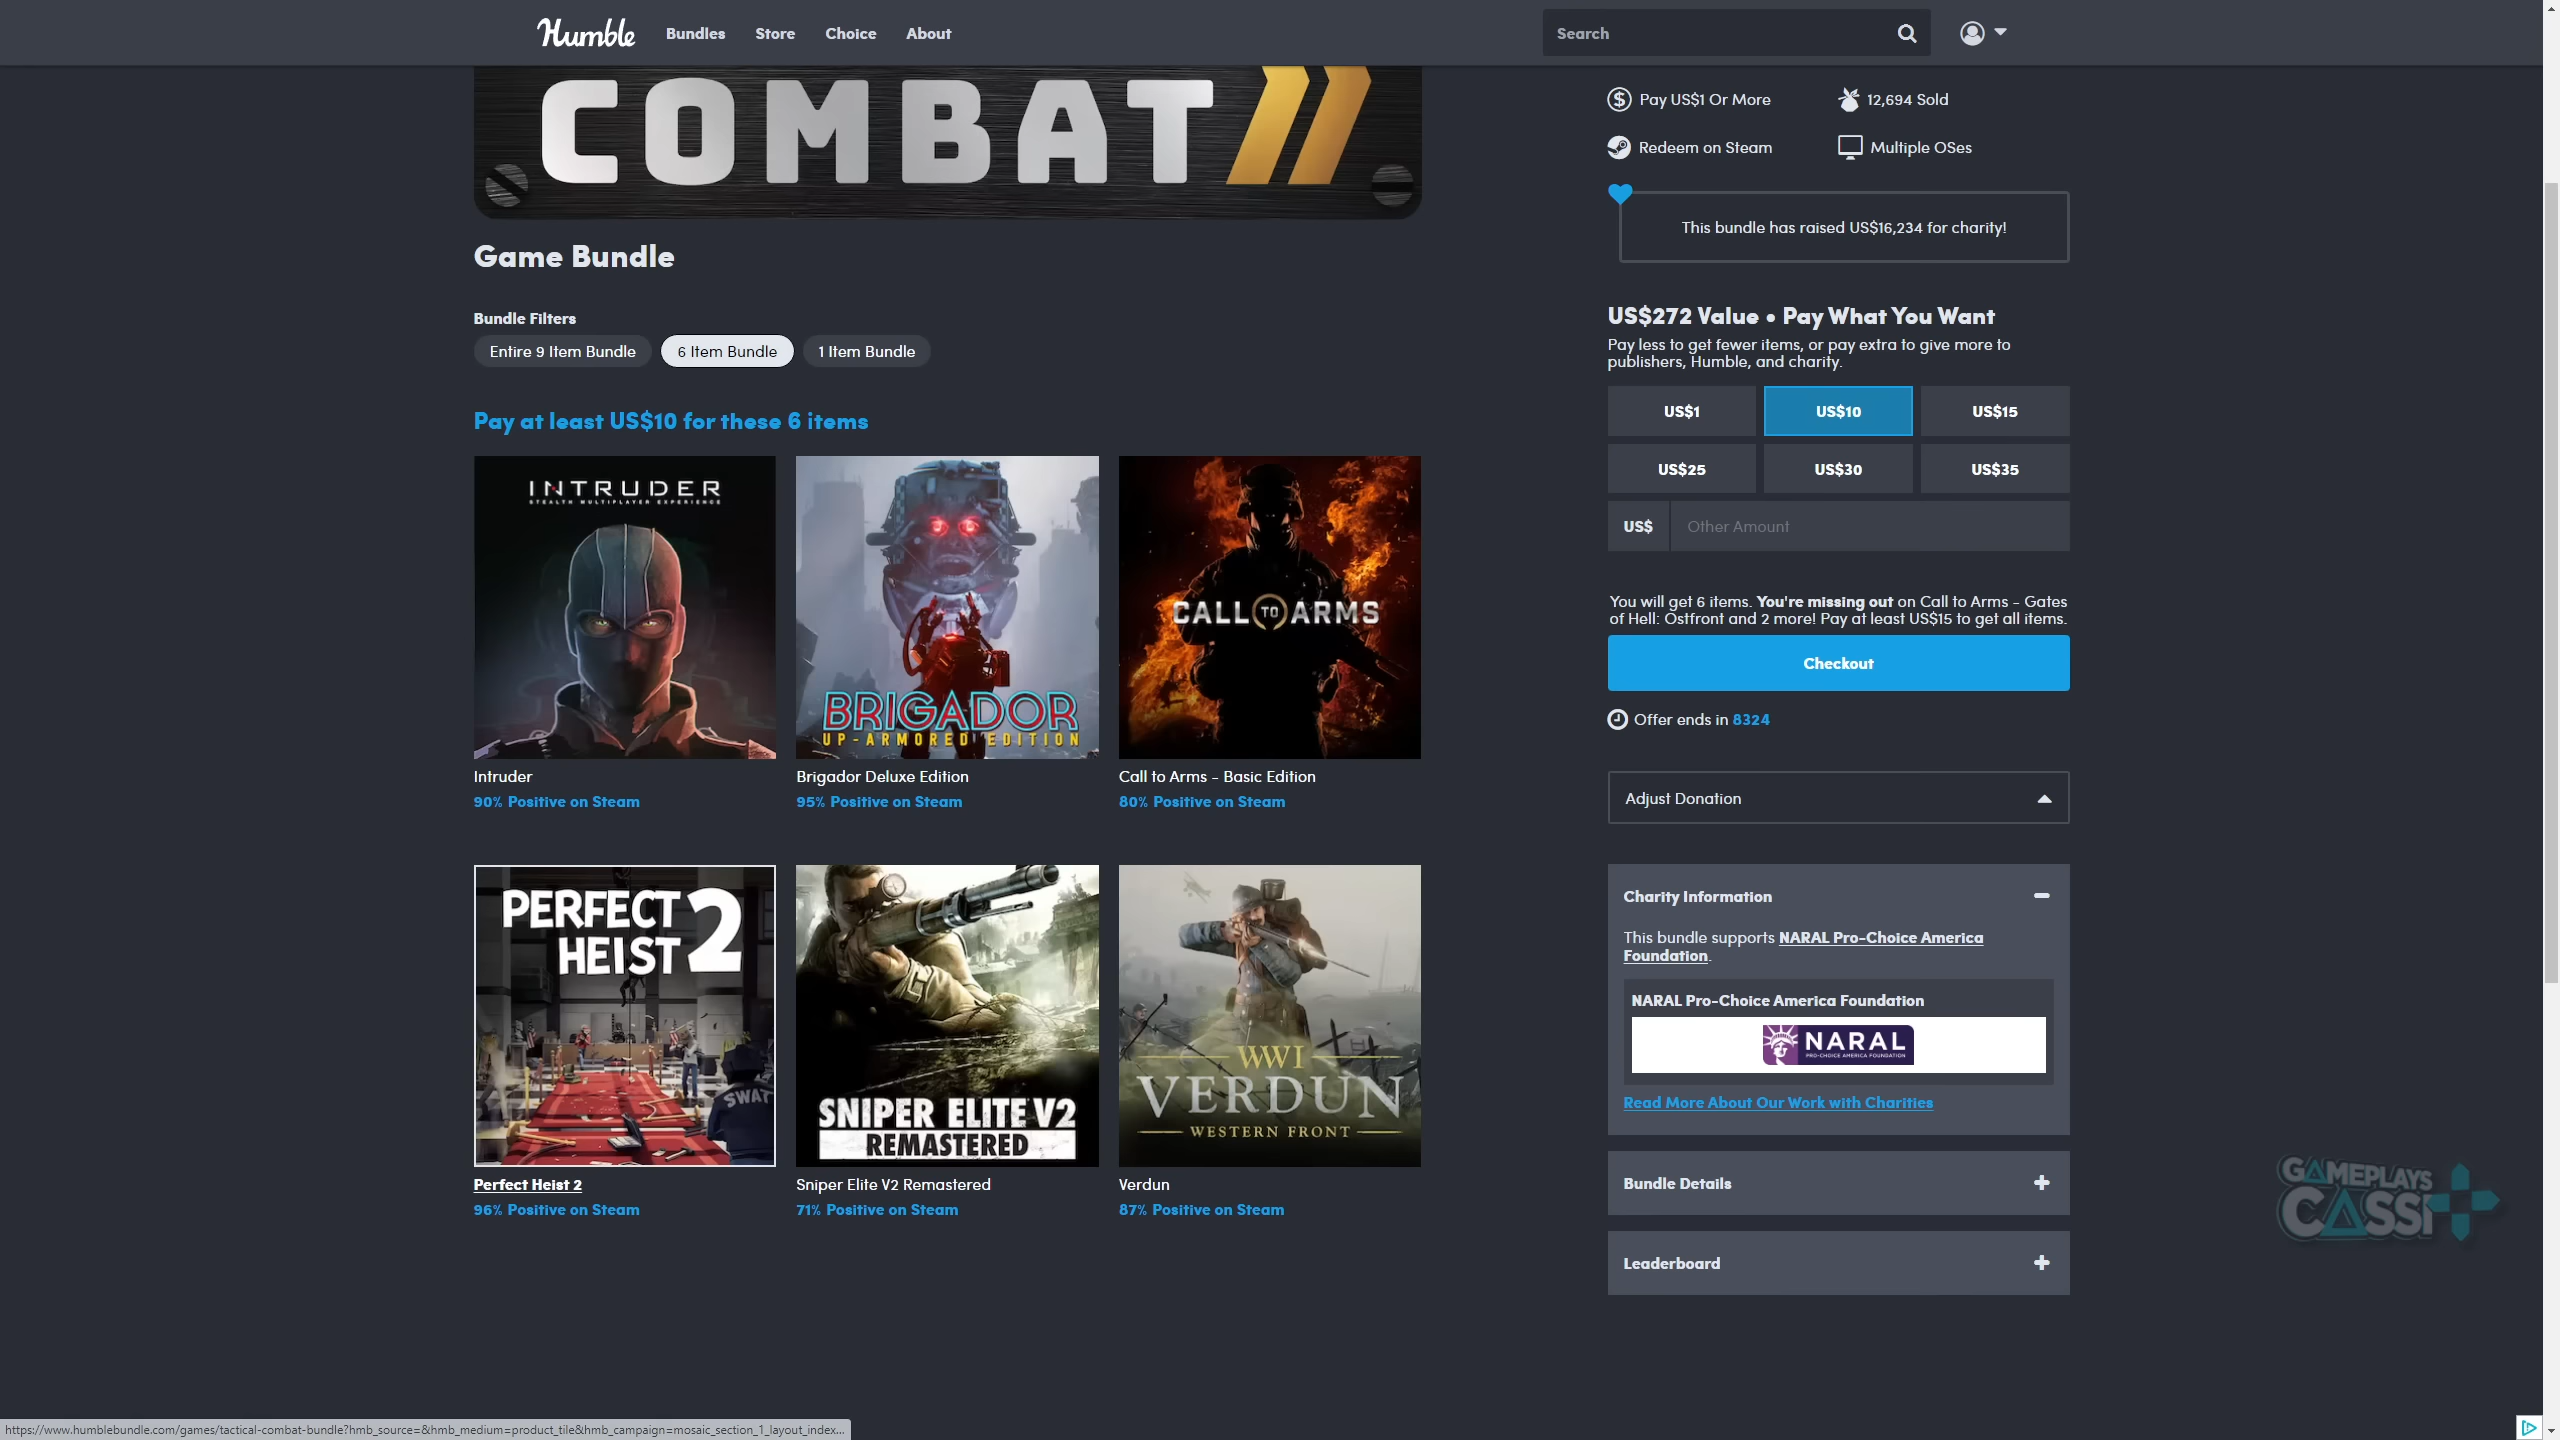 Humble
Bundles
Store
Choice
About
Search
COMBAT
Pay US$1 Or More
12,694 Sold
Redeem on Steam
Multiple OSes
This bundle has raised US$16,234 for charity!
Game Bundle
Bundle Filters
Entire 9 Item Bundle
6 Item Bundle
1 Item Bundle
Pay at least US$10 for these 6 items
INTRUDER
STEALTH MULTIPLAYER EXPERIENCE
BRIGADOR
UP-ARMORED EDITION
CALL TO ARMS
Intruder
90% Positive on Steam
Brigador Deluxe Edition
95% Positive on Steam
Call to Arms - Basic Edition
80% Positive on Steam
PERFECT
HEIST 2
SWAT
SNIPER ELITE V2
REMASTERED
WWI
VERDUN
WESTERN FRONT
Perfect Heist 2
96% Positive on Steam
Sniper Elite V2 Remastered
71% Positive on Steam
Verdun
87% Positive on Steam
US$272 Value • Pay What You Want
Pay less to get fewer items, or pay extra to give more to
publishers, Humble, and charity.
US$1
US$10
US$15
US$25
US$30
US$35
US$
Other Amount
You will get 6 items. You're missing out on Call to Arms - Gates
of Hell: Ostfront and 2 more! Pay at least US$15 to get all items.
Checkout
Offer ends in 8324
Adjust Donation
Charity Information
This bundle supports NARAL Pro-Choice America
Foundation.
NARAL Pro-Choice America Foundation
NARAL
PRO-CHOICE AMERICA FOUNDATION
Read More About Our Work with Charities
Bundle Details
Leaderboard
GAMEPLAYS
CASSI
https://www.humblebundle.com/games/tactical-combat-bundle?hmb_source=&hmb_medium=product_tile&hmb_campaign=mosaic_section_1_layout_index...